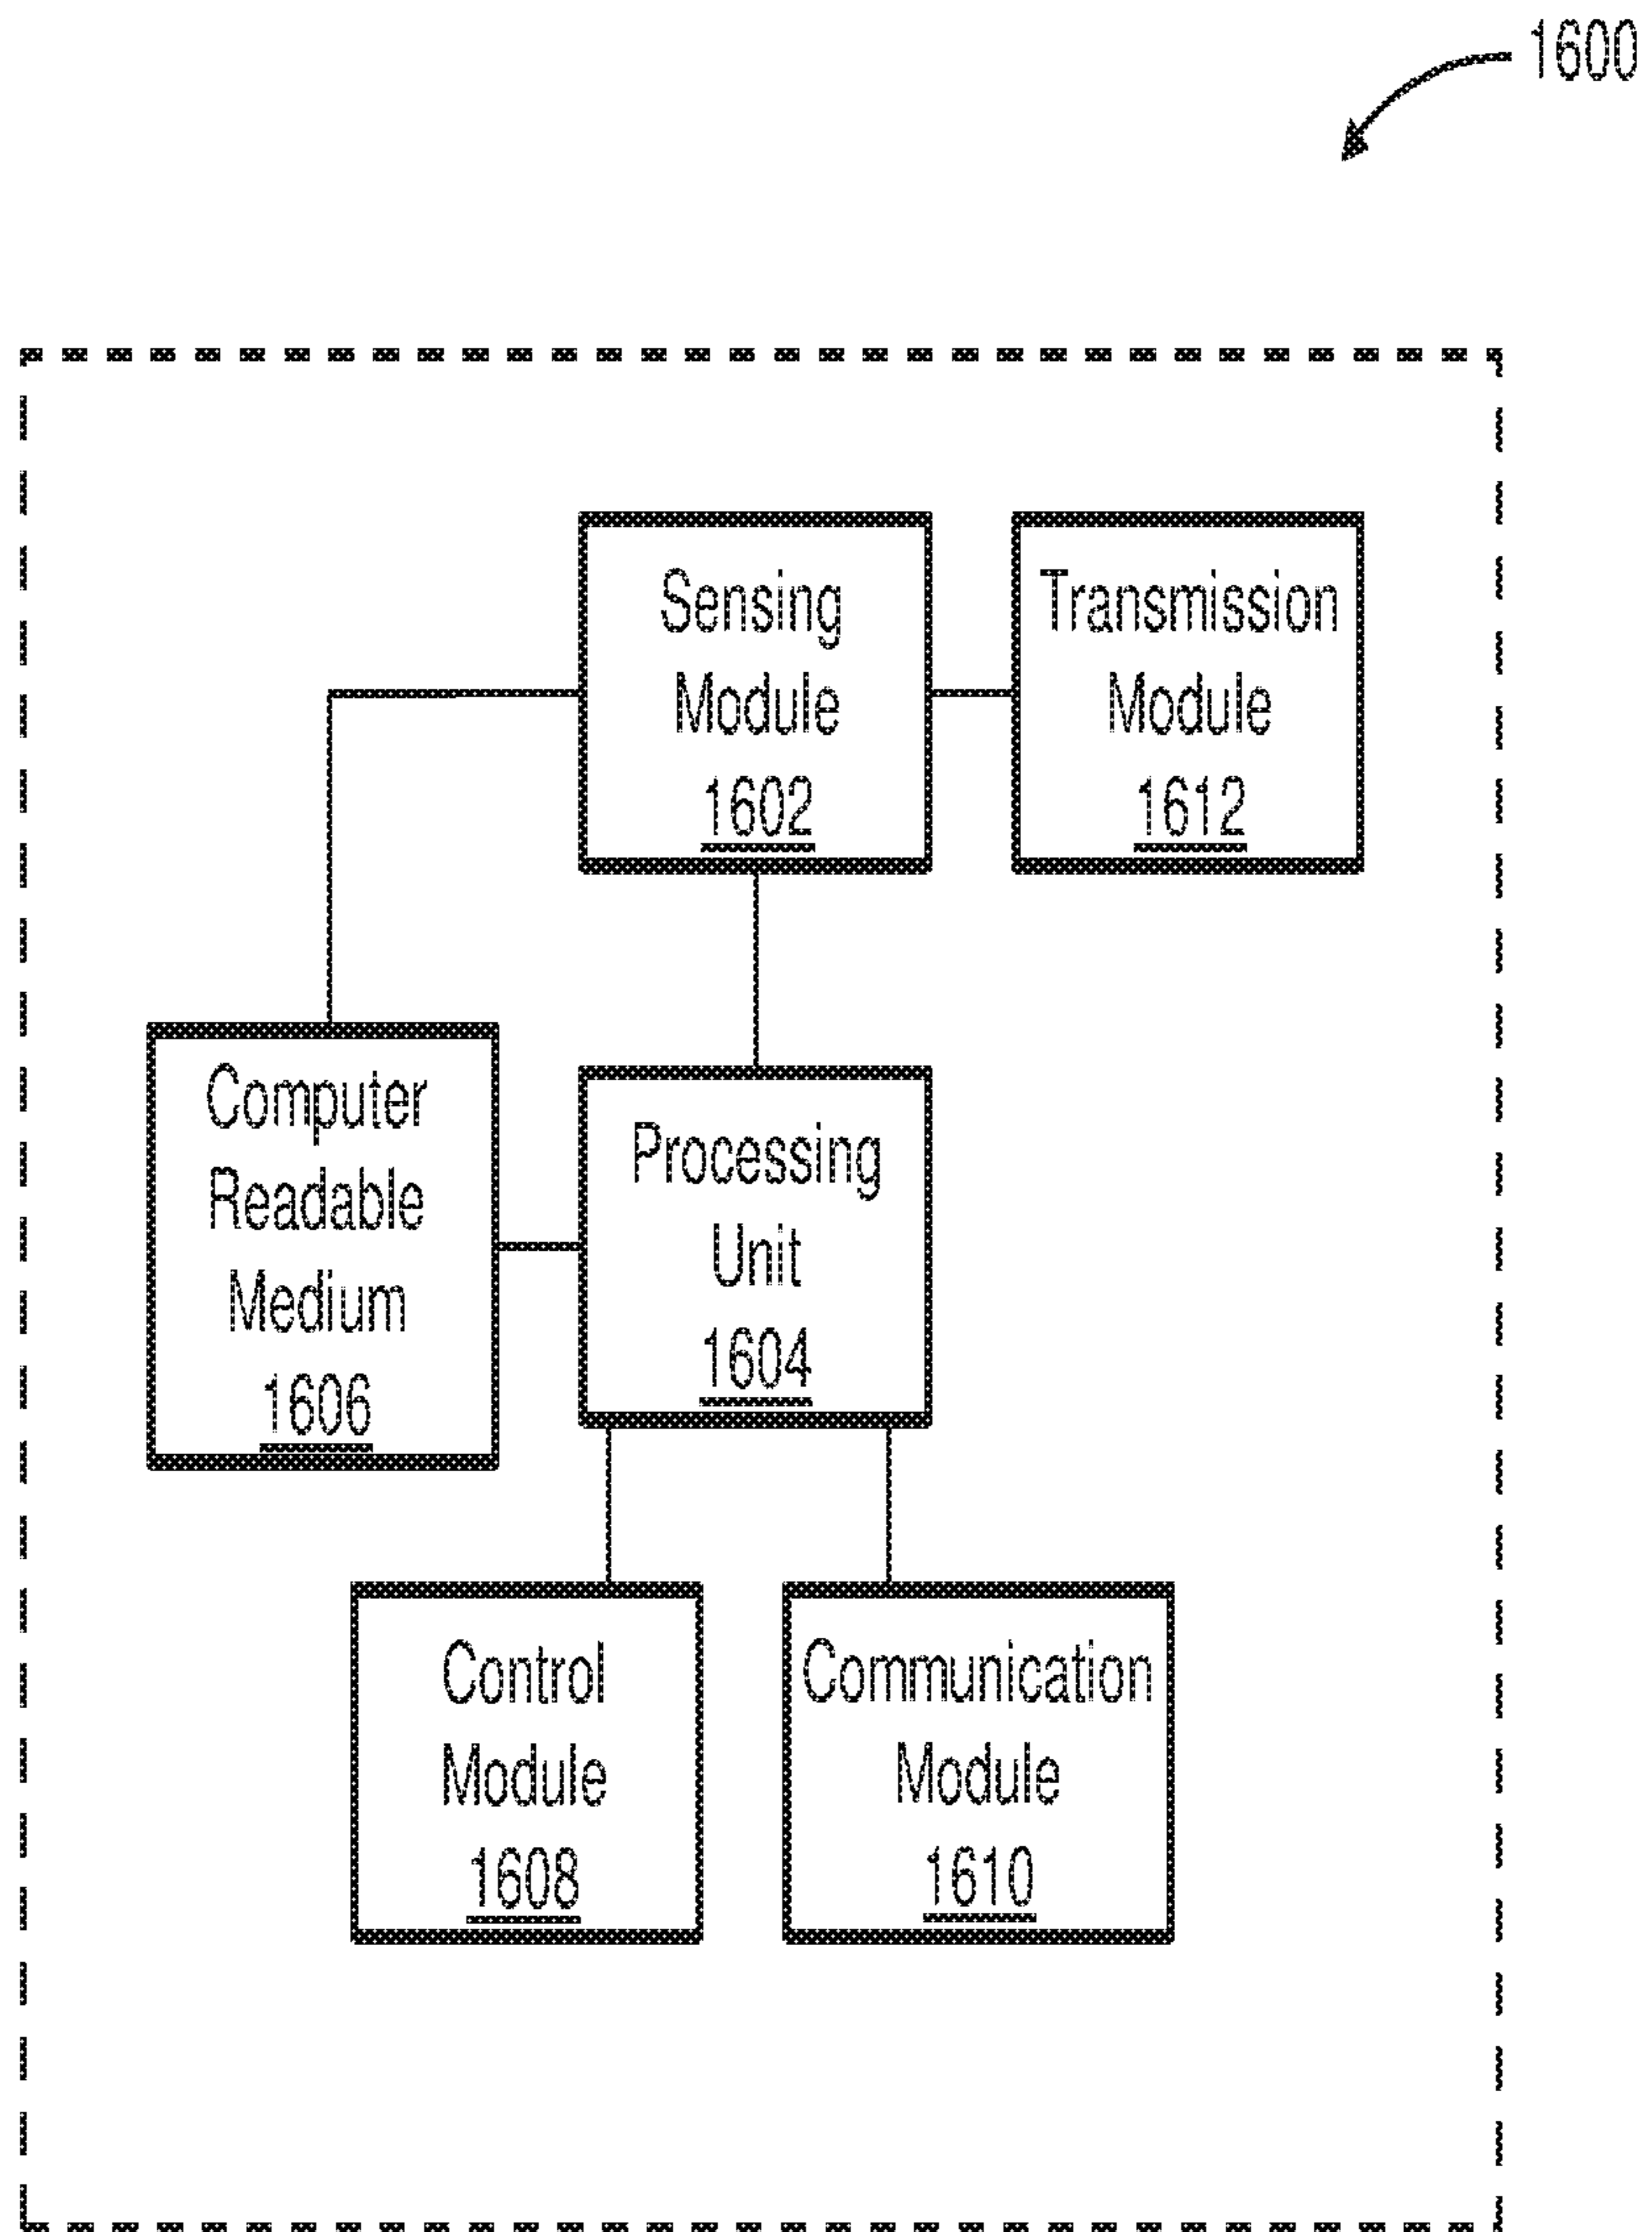 1600
Sensing
Module
1602
Transmission
Module
1612
Computer
Readable
Medium
1606
Processing
Unit
1604
Control
Module
1608
Communication
Module
1610